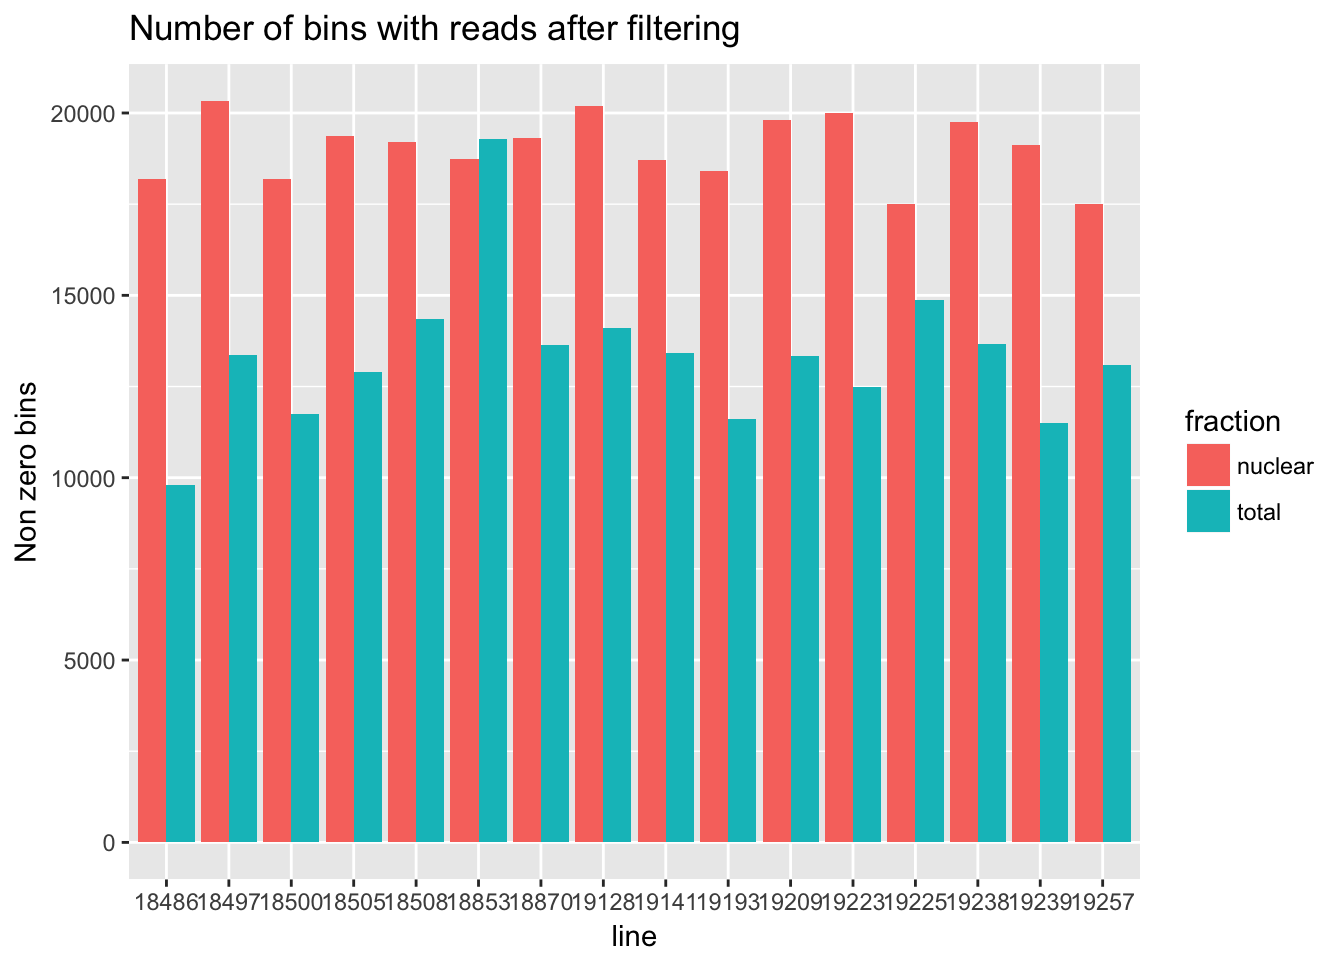 Number of bins with reads after filtering
20000
15000
10000
5000
0
Non zero bins
18486 18497 18500 18505 18508 18853 18870 19128 19141 19193 19209 19223 19225 19238 19239 19257
line
fraction
nuclear
total